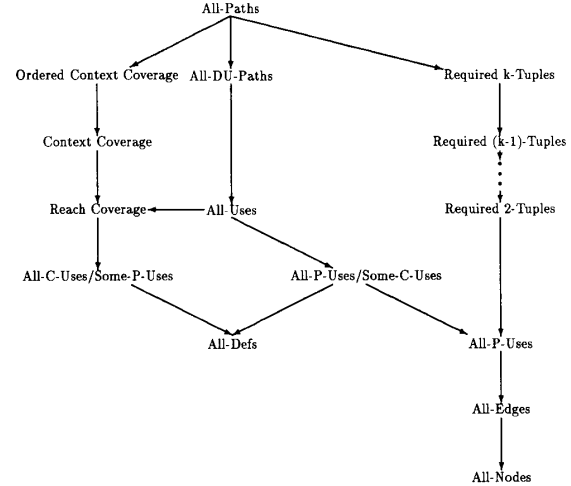 All-Paths
Ordered Context Coverage
All-DU-Paths
Required k-Tuples
Context Coverage
Required (k-1)-Tuples
Reach Coverage
All-Uses
Required 2-Tuples
All-C-Uses/Some-P-Uses
All-P-Uses/Some-C-Uses
All-Defs
All-P-Uses
All-Edges
All-Nodes